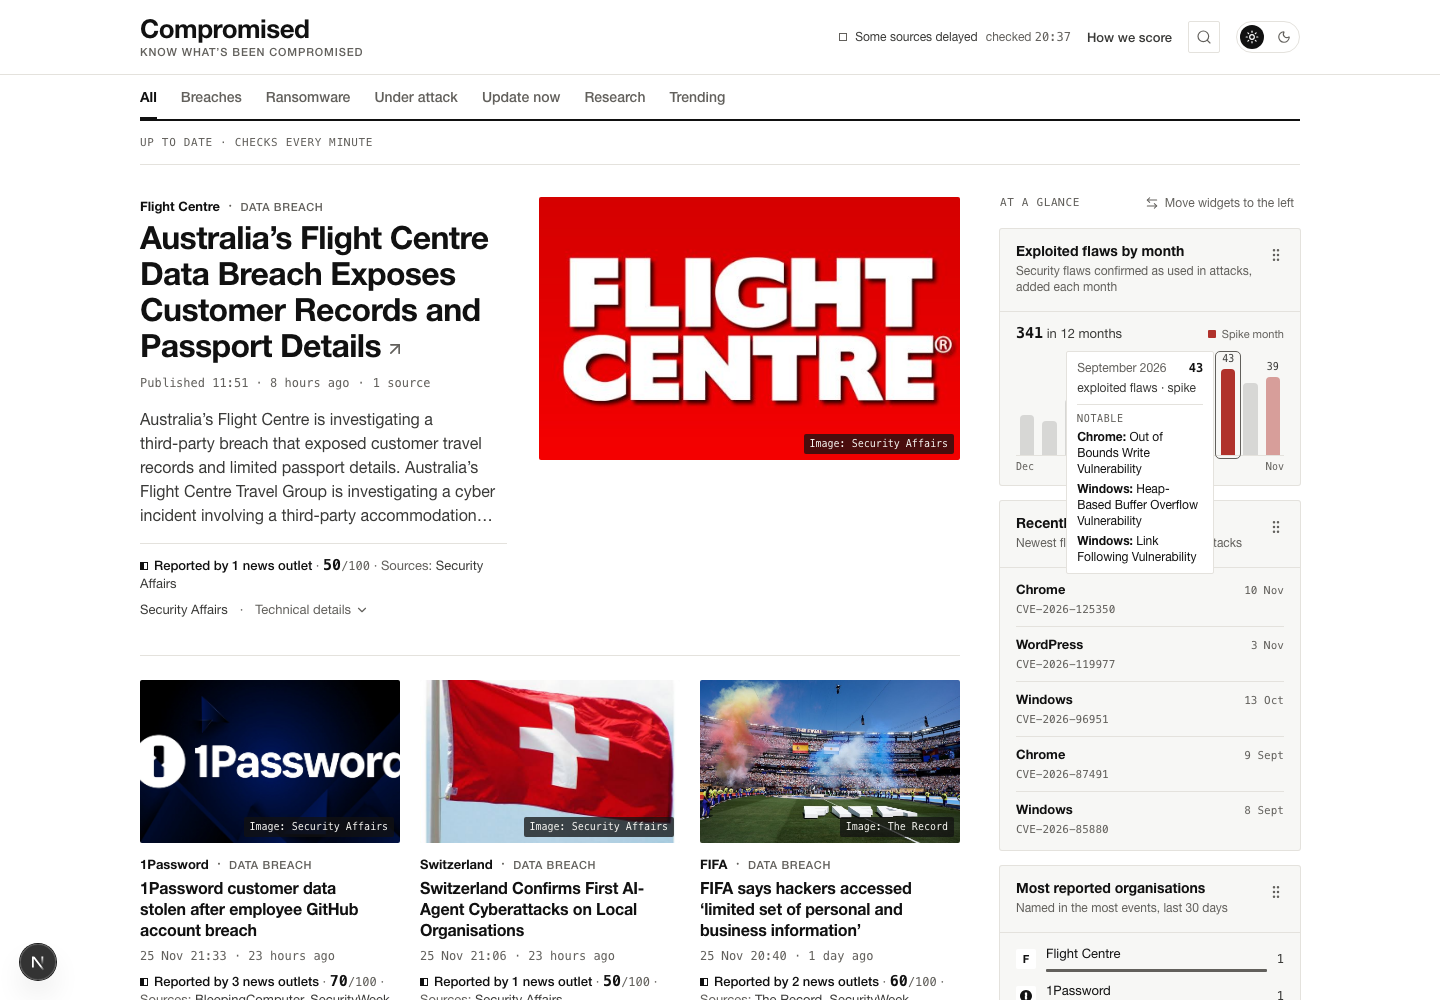 Compromised
KNOW WHAT'S BEEN COMPROMISED
Some sources delayed checked 20:37
How we score
All Breaches Ransomware Under attack Update now Research Trending
UP TO DATE · CHECKS EVERY MINUTE
Flight Centre · DATA BREACH
Australia’s Flight Centre
Data Breach Exposes
Customer Records and
Passport Details
Published 11:51 · 8 hours ago · 1 source
Australia’s Flight Centre is investigating a
third-party breach that exposed customer travel
records and limited passport details. Australia’s
Flight Centre Travel Group is investigating a cyber
incident involving a third-party accommodation…
Reported by 1 news outlet · 50/100 · Sources: Security
Affairs
Security Affairs · Technical details
FLIGHT
CENTRE®
Image: Security Affairs
1Password
Image: Security Affairs
1Password · DATA BREACH
1Password customer data
stolen after employee GitHub
account breach
25 Nov 21:33 · 23 hours ago
Reported by 3 news outlets · 70/100 ·
Sources: BleepingComputer, SecurityWeek,
Image: Security Affairs
Switzerland · DATA BREACH
Switzerland Confirms First AI-
Agent Cyberattacks on Local
Organisations
25 Nov 21:06 · 23 hours ago
Reported by 1 news outlet · 50/100 ·
Sources: Security Affairs
Image: The Record
FIFA · DATA BREACH
FIFA says hackers accessed
‘limited set of personal and
business information’
25 Nov 20:40 · 1 day ago
Reported by 2 news outlets · 60/100 ·
Sources: The Record, SecurityWeek
AT A GLANCE
Move widgets to the left
Exploited flaws by month
Security flaws confirmed as used in attacks,
added each month
341 in 12 months
Spike month
43
39
Dec
Nov
September 2026 43
exploited flaws · spike
NOTABLE
Chrome: Out of
Bounds Write
Vulnerability
Windows: Heap-
Based Buffer Overflow
Vulnerability
Windows: Link
Following Vulnerability
Chrome 10 Nov
CVE-2026-125350
WordPress 3 Nov
CVE-2026-119977
Windows 13 Oct
CVE-2026-96951
Chrome 9 Sept
CVE-2026-87491
Windows 8 Sept
CVE-2026-85880
Most reported organisations
Named in the most events, last 30 days
F Flight Centre 1
1Password 1
N